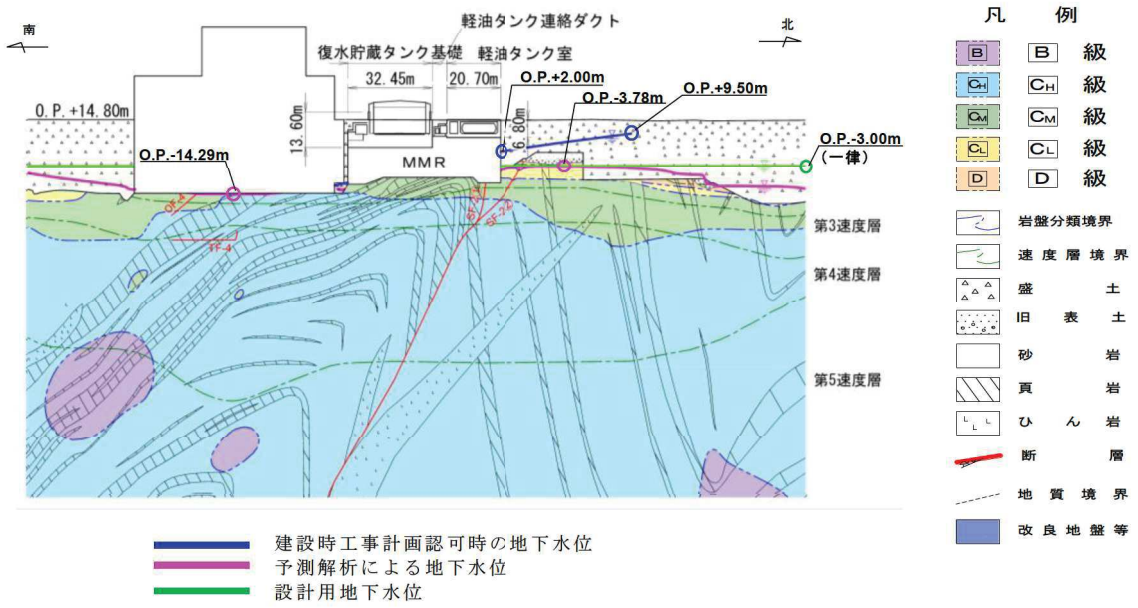 南
北
軽油タンク連絡ダクト
復水貯蔵タンク基礎 軽油タンク室
32.45m
20.70m
O.P.+2.00m
O.P.-3.78m
O.P.+9.50m
O.P.+14.80m
13.60m
6.80m
O.P.-14.29m
MMR
O.P.-3.00m
(一律)
OF-4
TF-4
SF-2
第3速度層
第4速度層
第5速度層
建設時工事計画認可時の地下水位
予測解析による地下水位
設計用地下水位
凡 例
B B 級
CH CH 級
CM CM 級
CL CL 級
D D 級
岩盤分類境界
速度層境界
盛土
旧表土
砂岩
頁岩
ひん岩
断層
地質境界
改良地盤等